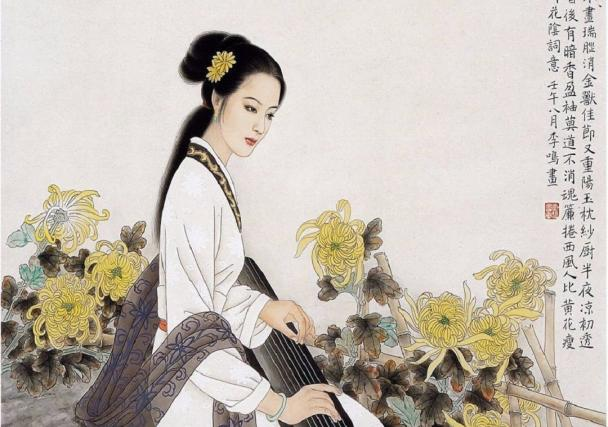 晝瑞腦消金獸佳節又重陽玉枕紗厨半夜涼初透
後有暗香盈袖莫道不消魂簾捲西風人比黃花瘦
花陰詞意 壬午八月李鳴畫